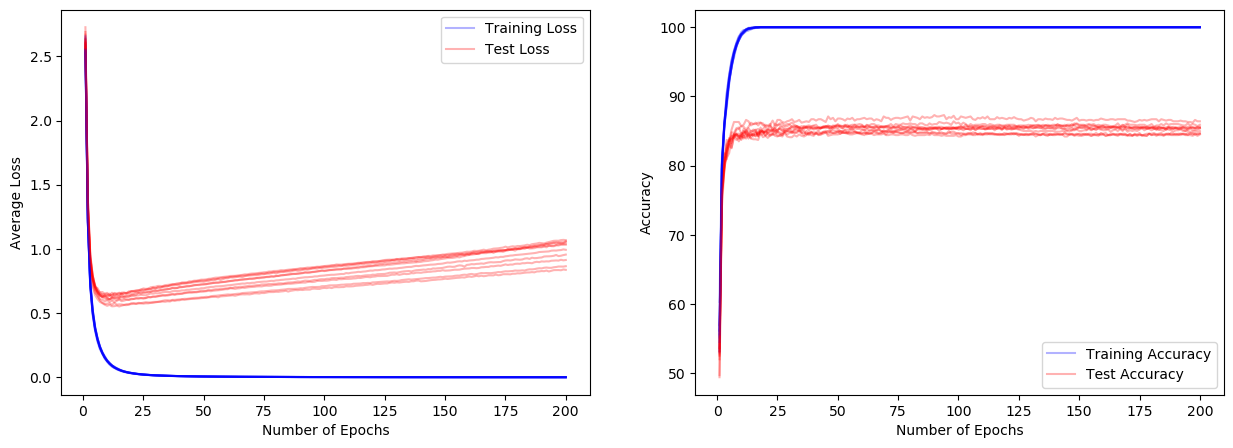 Training Loss
Test Loss
2.5
2.0
1.5
1.0
0.5
0.0
Average Loss
0 25 50 75 100 125 150 175 200
Number of Epochs
100
90
80
70
60
50
Accuracy
Training Accuracy
Test Accuracy
0 25 50 75 100 125 150 175 200
Number of Epochs